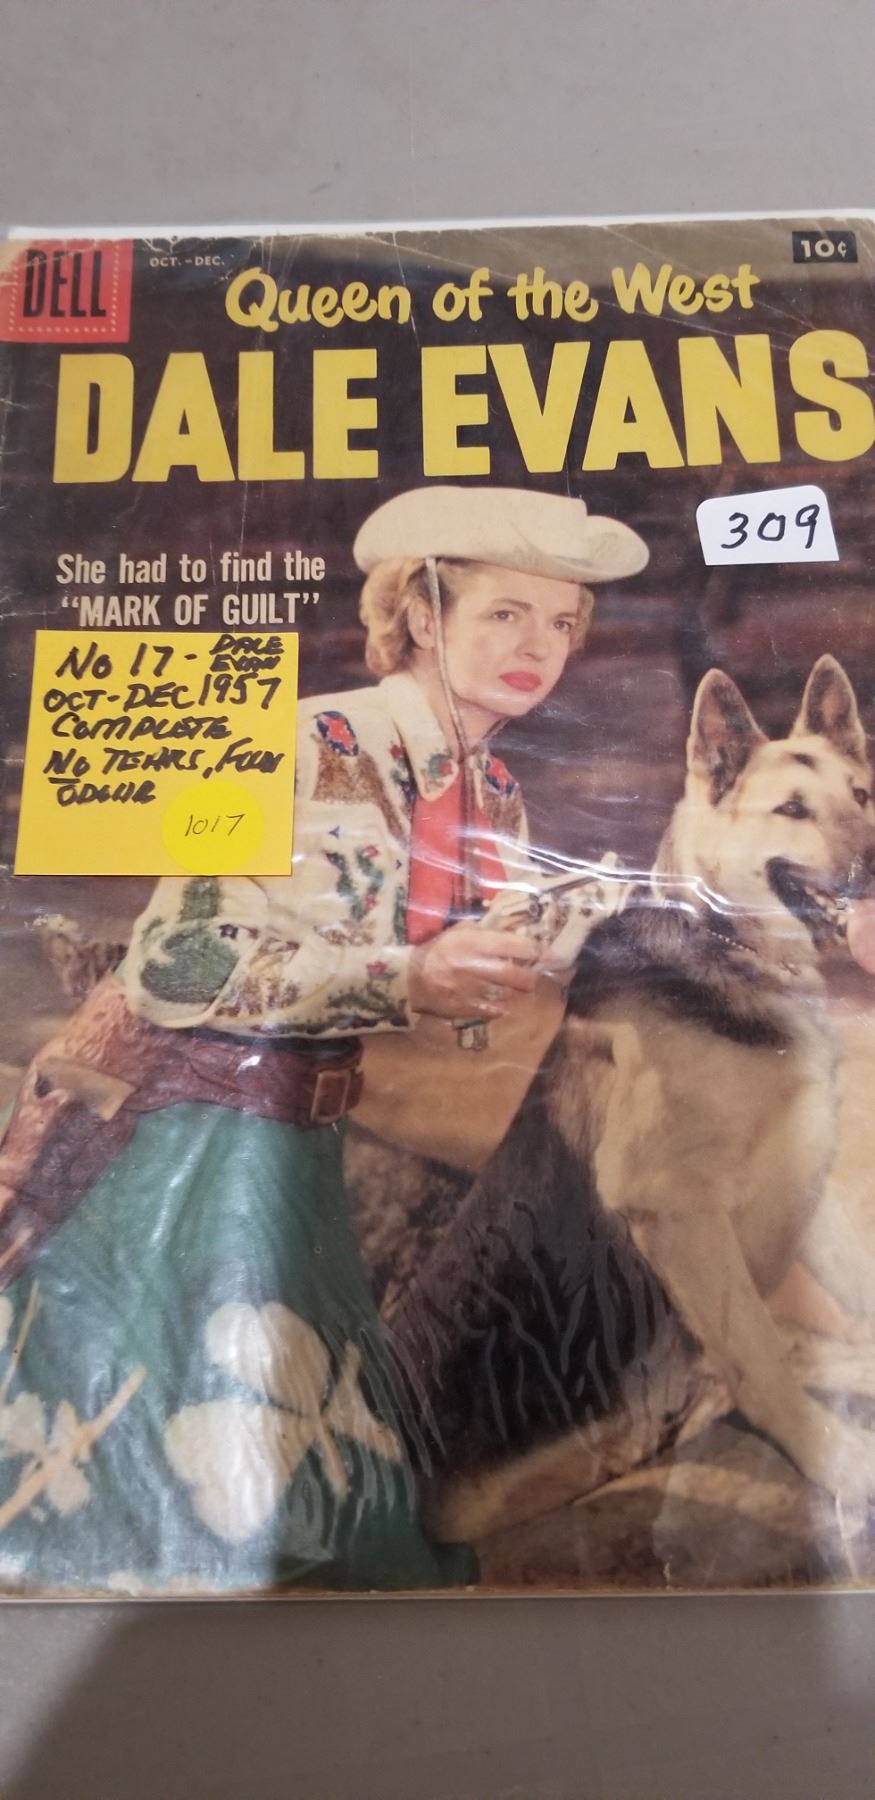 DELL
OCT.-DEC.
10¢
Queen of the West
DALE EVANS
309
She had to find the
"MARK OF GUILT"
No 17 - DALE EVAN
OCT-DEC 1957
COMPLETE
No TEARS, FOUL
ODOUR
1017